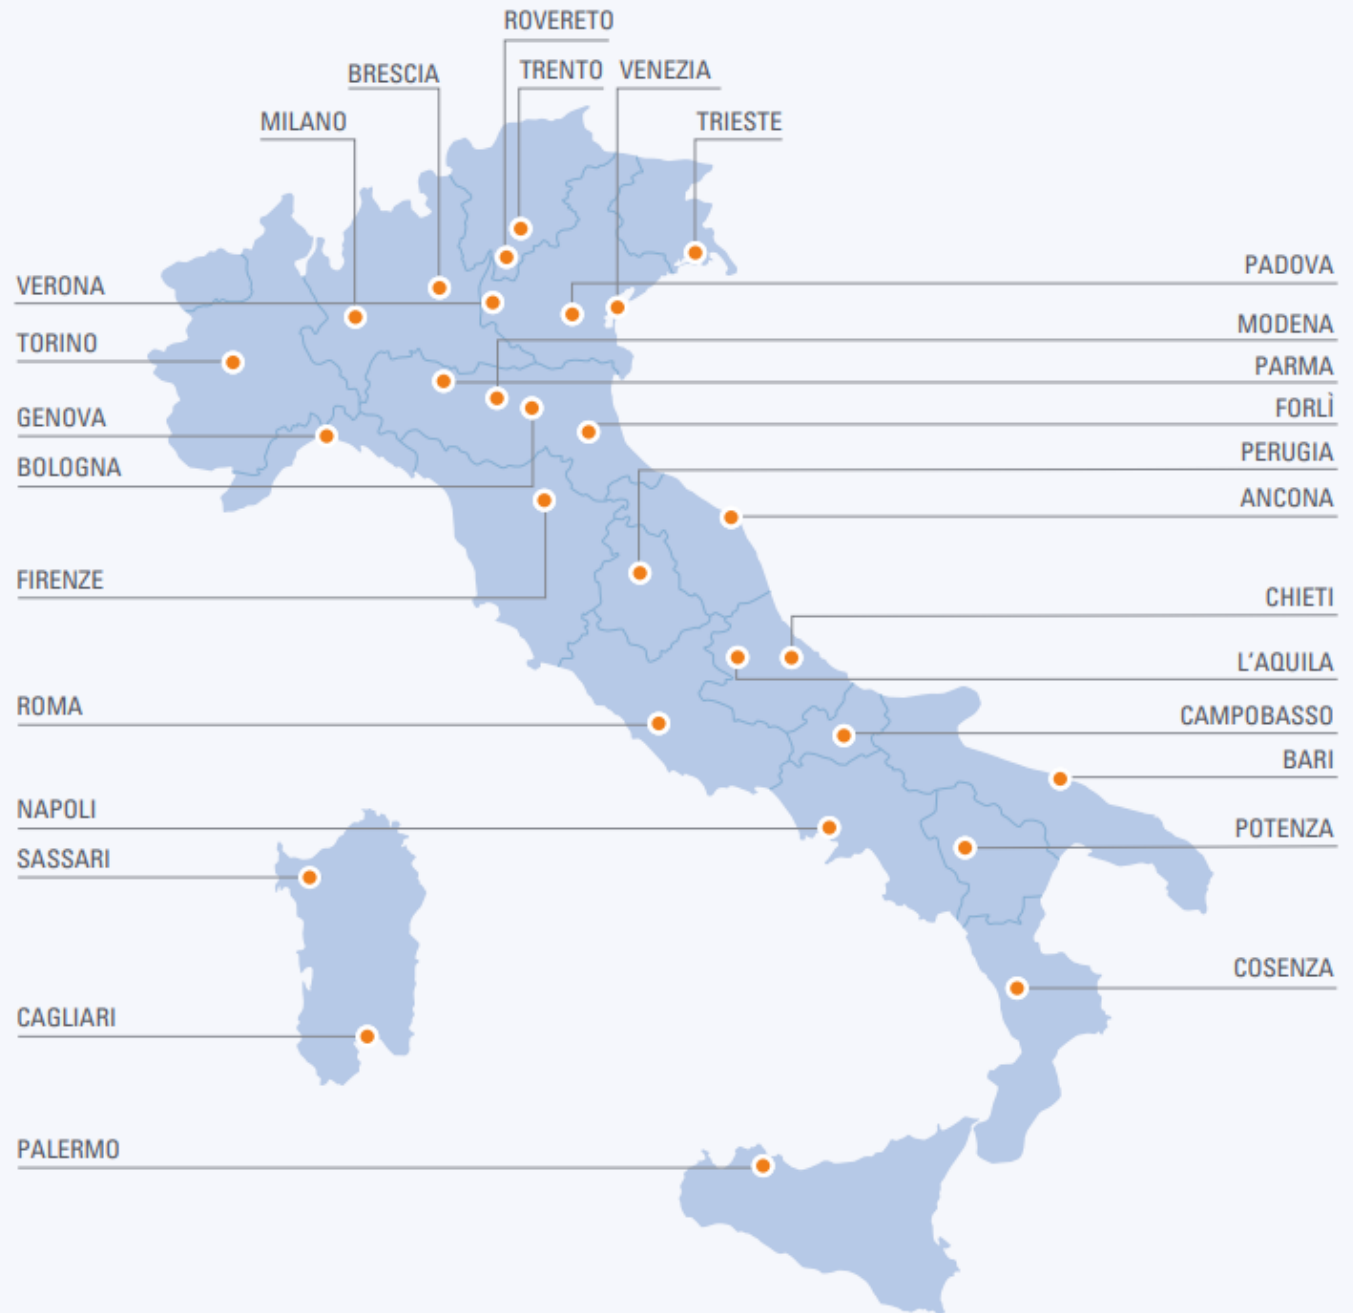 ROVERETO
BRESCIA
TRENTO
VENEZIA
MILANO
TRIESTE
VERONA
TORINO
GENOVA
BOLOGNA
FIRENZE
ROMA
NAPOLI
SASSARI
CAGLIARI
PALERMO
PADOVA
MODENA
PARMA
FORLÌ
PERUGIA
ANCONA
CHIETI
L'AQUILA
CAMPOBASSO
BARI
POTENZA
COSENZA